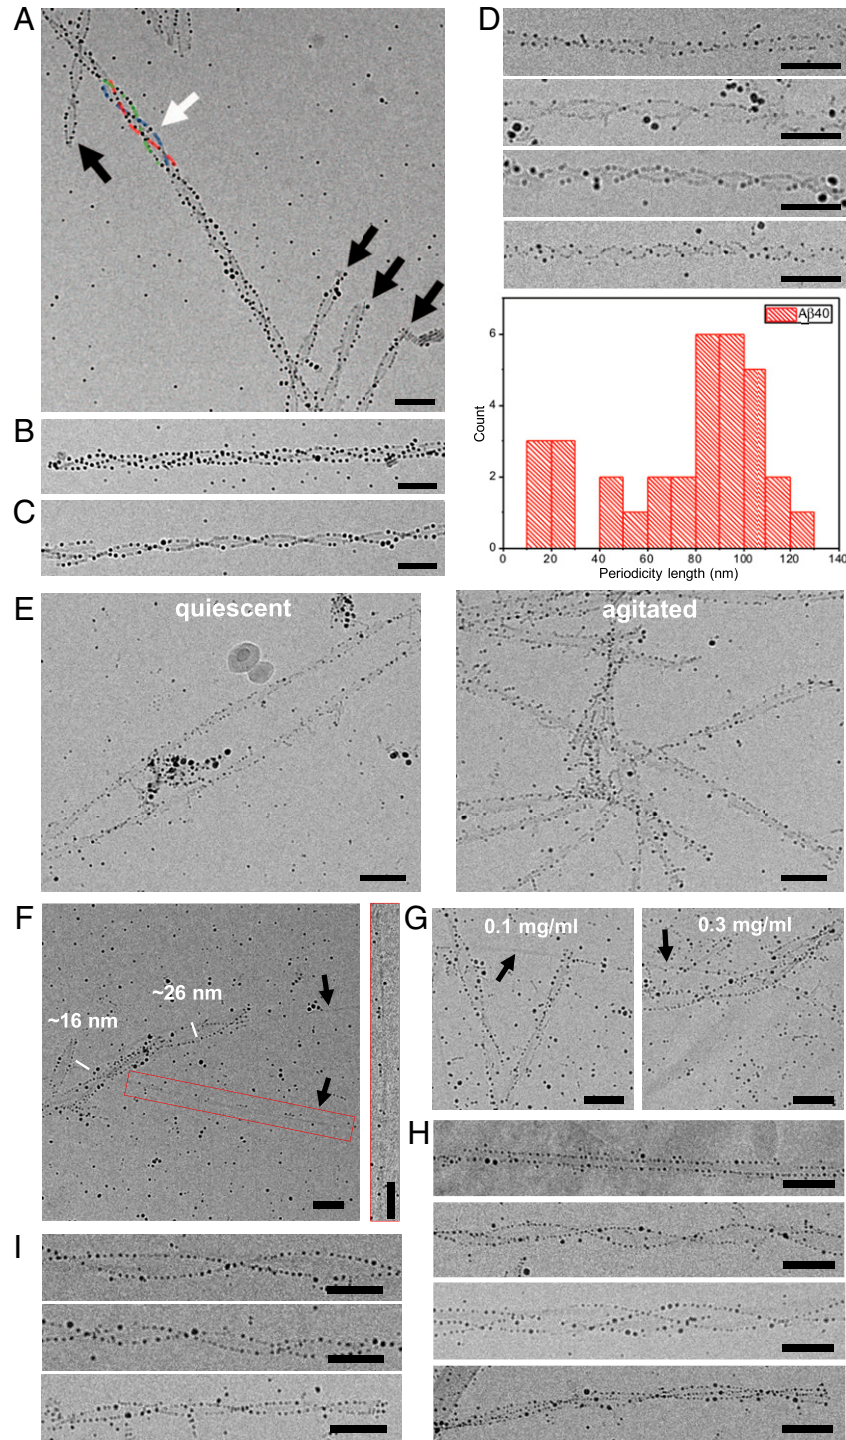 A
D
Aβ40
6
4
2
0
Count
0 20 40 60 80 100 120 140
Periodicity length (nm)
B
C
E
quiescent
agitated
F
~16 nm
~26 nm
G
0.1 mg/ml
0.3 mg/ml
H
I